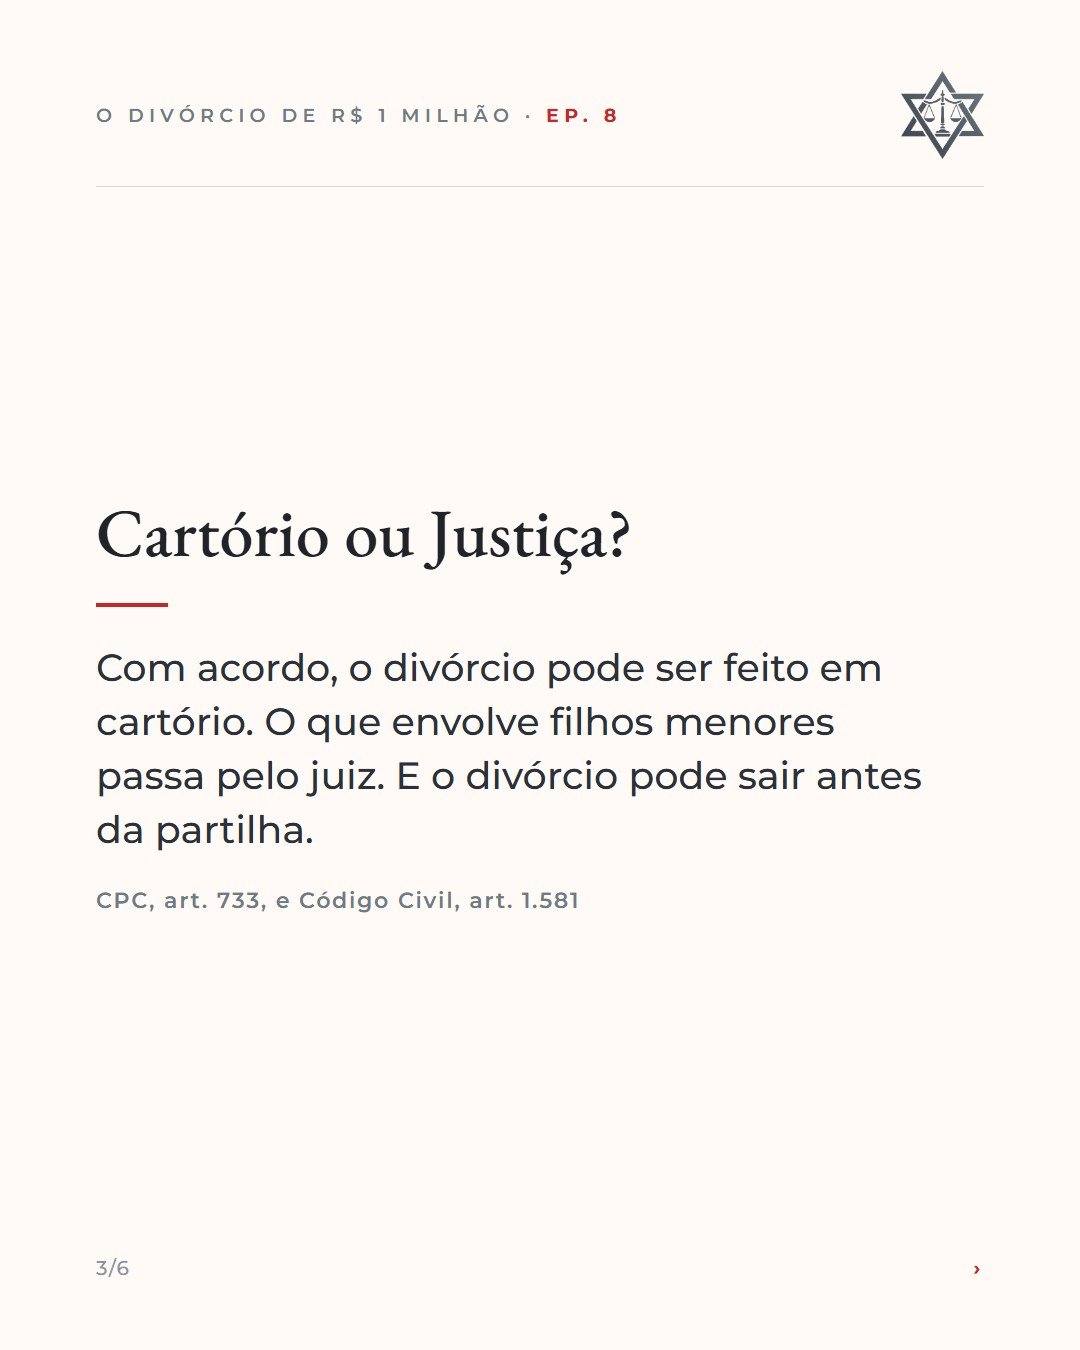 O DIVÓRCIO DE R$ 1 MILHÃO · EP. 8
Cartório ou Justiça?
Com acordo, o divórcio pode ser feito em
cartório. O que envolve filhos menores
passa pelo juiz. E o divórcio pode sair antes
da partilha.
CPC, art. 733, e Código Civil, art. 1.581
3/6
›